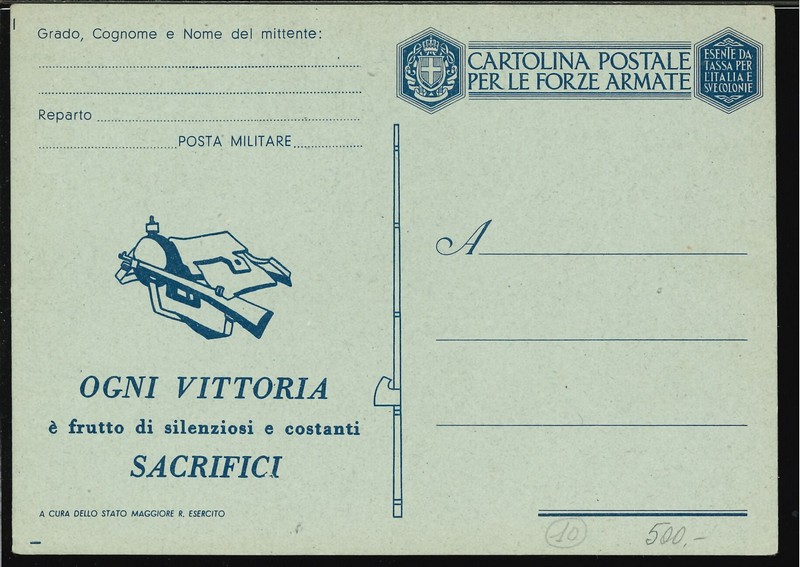 Grado, Cognome e Nome del mittente:
Reparto
POSTA MILITARE
CARTOLINA POSTALE
PER LE FORZE ARMATE
ESENTE DA
TASSA PER
L'ITALIA E
SVE COLONIE
A
OGNI VITTORIA
è frutto di silenziosi e costanti
SACRIFICI
A CURA DELLO STATO MAGGIORE R. ESERCITO
10
500.-